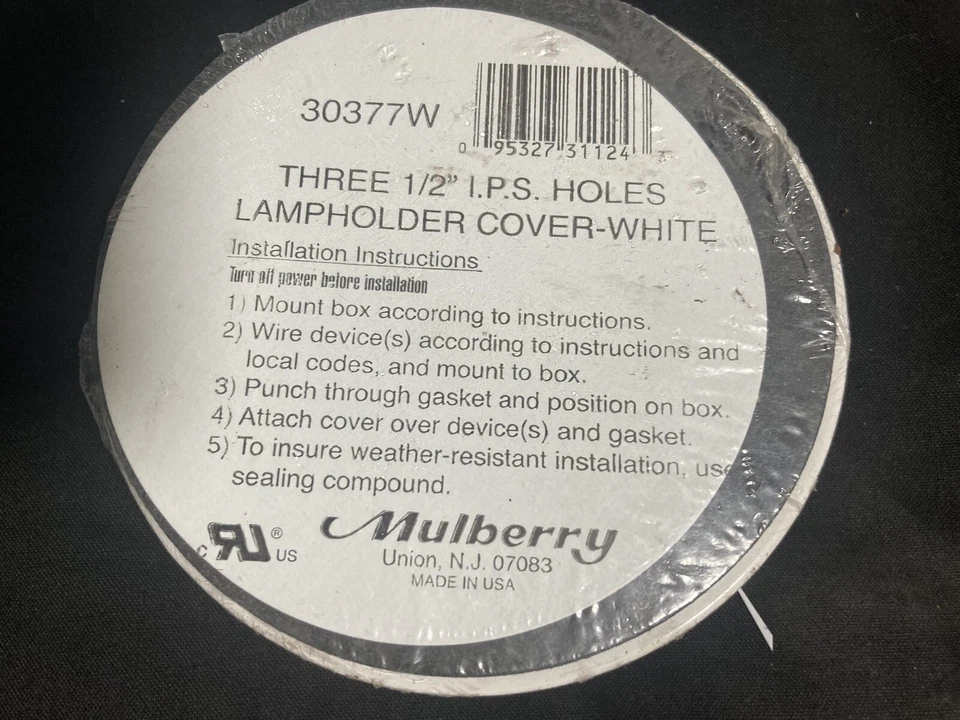 30377W
0 95327 31124 7
THREE 1/2” I.P.S. HOLES
LAMPHOLDER COVER-WHITE
Installation Instructions
Turn off power before installation
1) Mount box according to instructions.
2) Wire device(s) according to instructions and
local codes, and mount to box.
3) Punch through gasket and position on box.
4) Attach cover over device(s) and gasket.
5) To insure weather-resistant installation, use
sealing compound.
c RU ® US
Mulberry
Union, N.J. 07083
MADE IN USA